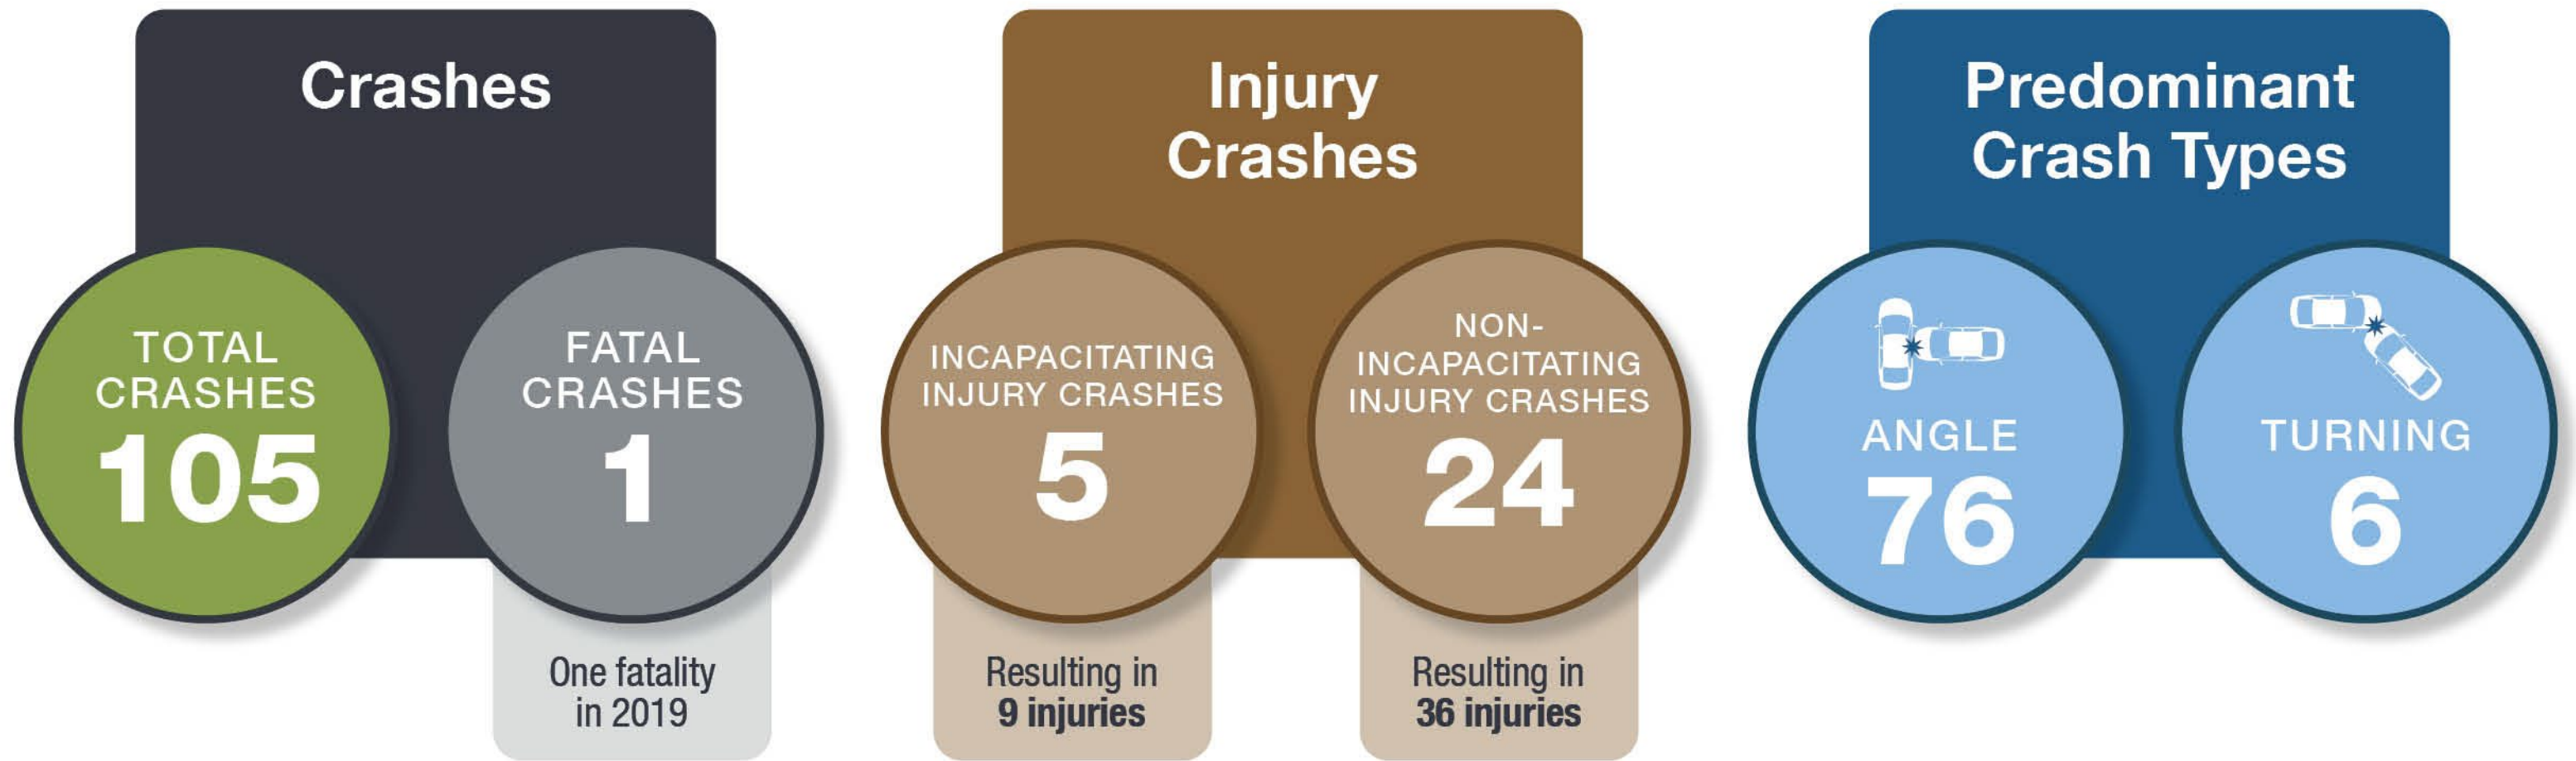 Crashes
TOTAL
CRASHES
105
FATAL
CRASHES
1
One fatality
in 2019
Injury
Crashes
INCAPACITATING
INJURY CRASHES
5
Resulting in
9 injuries
NON-
INCAPACITATING
INJURY CRASHES
24
Resulting in
36 injuries
Predominant
Crash Types
ANGLE
76
TURNING
6